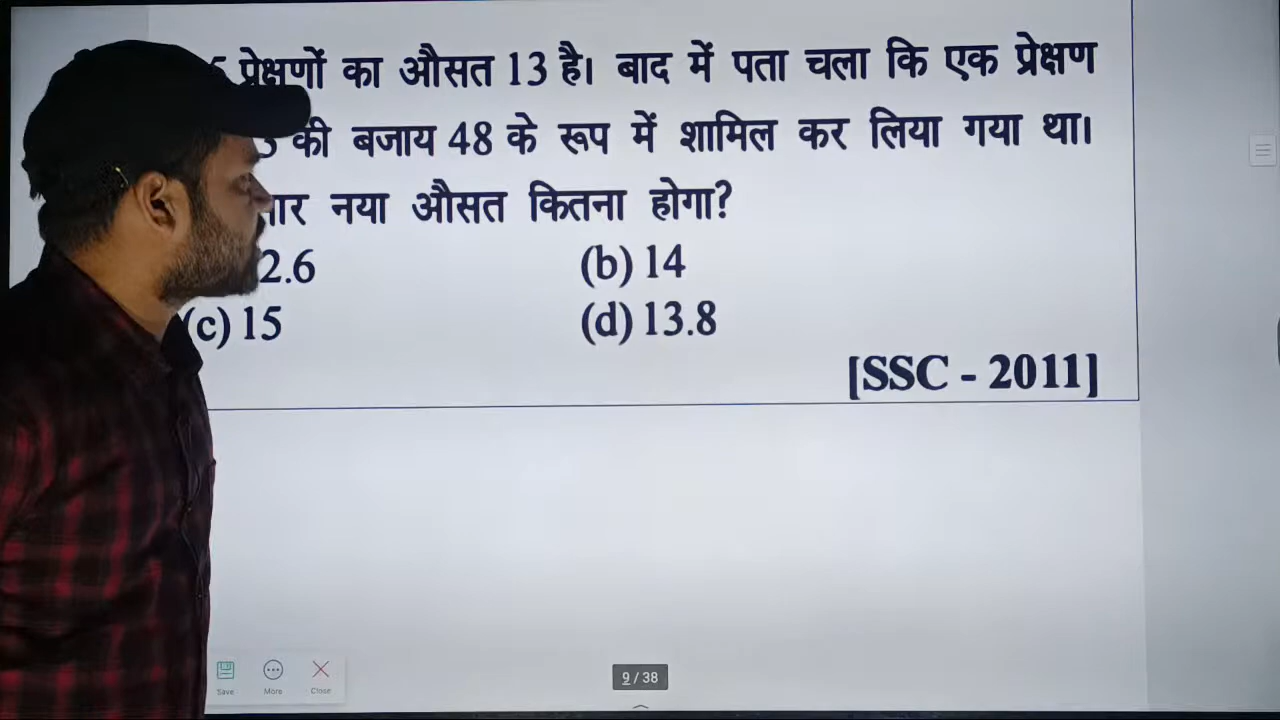 प्रेक्षणों का औसत 13 है। बाद में पता चला कि एक प्रेक्षण
की बजाय 48 के रूप में शामिल कर लिया गया था।
नया औसत कितना होगा?
2.6 (b) 14
(c) 15 (d) 13.8
[SSC - 2011]
Save More Close
9 / 38